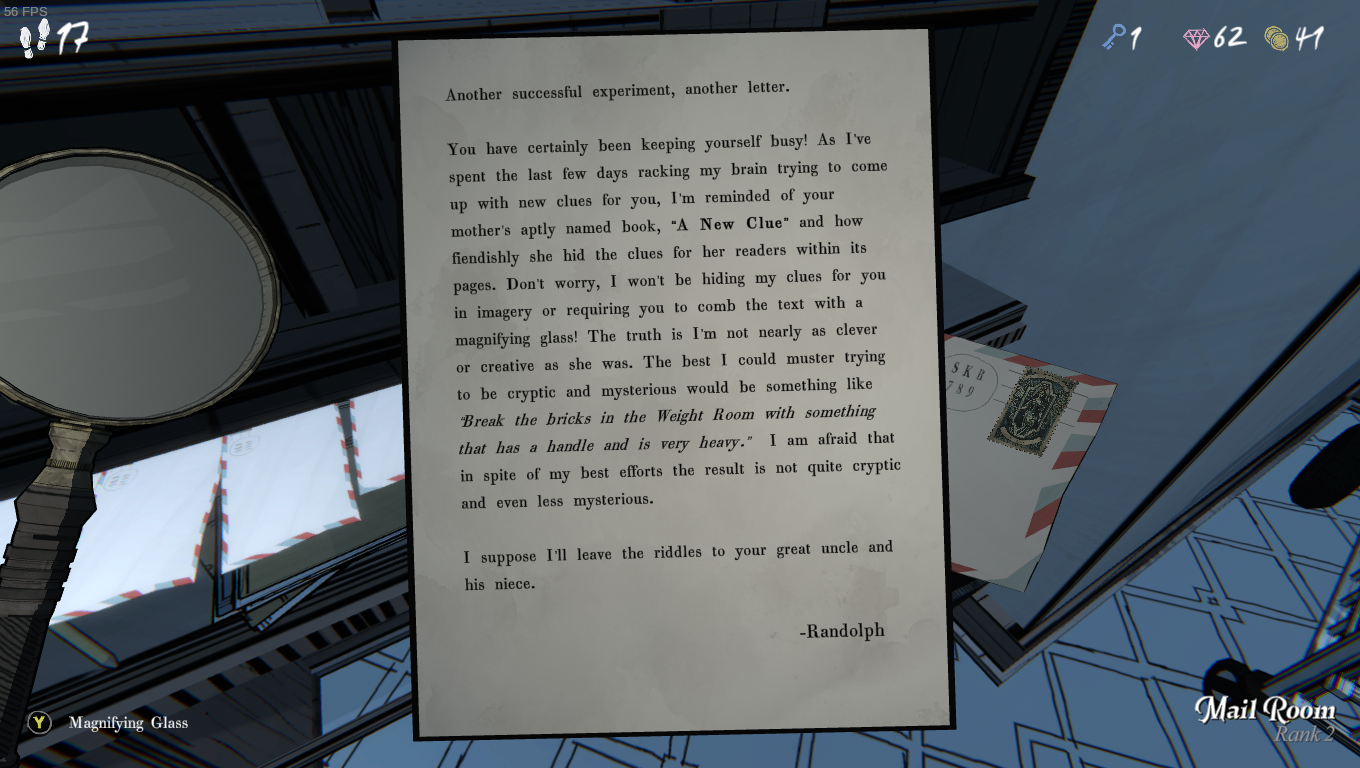 56 FPS
17
1
62
41
Another successful experiment, another letter.
You have certainly been keeping yourself busy! As I've
spent the last few days racking my brain trying to come
up with new clues for you, I'm reminded of your
mother's aptly named book, "A New Clue" and how
fiendishly she hid the clues for her readers within its
pages. Don't worry, I won't be hiding my clues for you
in imagery or requiring you to comb the text with a
magnifying glass! The truth is I'm not nearly as clever
or creative as she was. The best I could muster trying
to be cryptic and mysterious would be something like
"Break the bricks in the Weight Room with something
that has a handle and is very heavy." I am afraid that
in spite of my best efforts the result is not quite cryptic
and even less mysterious.
I suppose I'll leave the riddles to your great uncle and
his niece.
-Randolph
SKB
789
Y Magnifying Glass
Mail Room
Rank 2